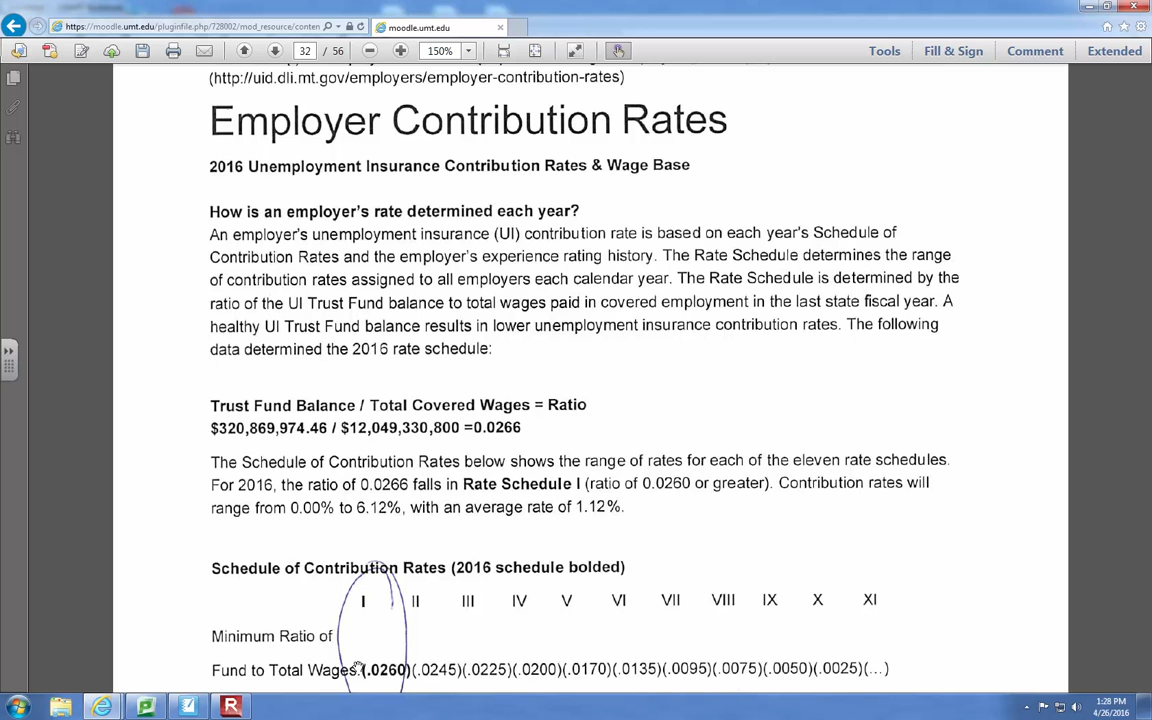 https://moodle.umt.edu/pluginfile.php/728002/mod_resource/conten
moodle.umt.edu
32 / 56
150%
Tools
Fill & Sign
Comment
Extended
(http://uid.dli.mt.gov/employers/employer-contribution-rates)
Employer Contribution Rates
2016 Unemployment Insurance Contribution Rates & Wage Base
How is an employer's rate determined each year?
An employer's unemployment insurance (UI) contribution rate is based on each year's Schedule of
Contribution Rates and the employer's experience rating history. The Rate Schedule determines the range
of contribution rates assigned to all employers each calendar year. The Rate Schedule is determined by the
ratio of the UI Trust Fund balance to total wages paid in covered employment in the last state fiscal year. A
healthy UI Trust Fund balance results in lower unemployment insurance contribution rates. The following
data determined the 2016 rate schedule:
Trust Fund Balance / Total Covered Wages = Ratio
$320,869,974.46 / $12,049,330,800 =0.0266
The Schedule of Contribution Rates below shows the range of rates for each of the eleven rate schedules.
For 2016, the ratio of 0.0266 falls in Rate Schedule I (ratio of 0.0260 or greater). Contribution rates will
range from 0.00% to 6.12%, with an average rate of 1.12%.
Schedule of Contribution Rates (2016 schedule bolded)
I II III IV V VI VII VIII IX X XI
Minimum Ratio of
Fund to Total Wages:(.0260)(.0245)(.0225)(.0200)(.0170)(.0135)(.0095)(.0075)(.0050)(.0025)(...)
1:28 PM
4/26/2016